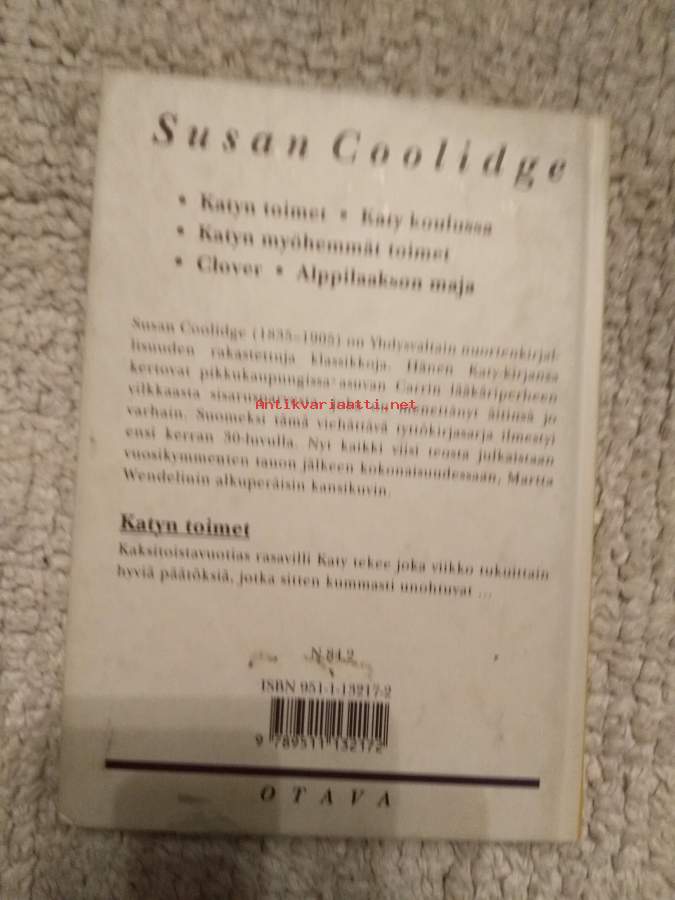 Susan Coolidge
• Katyn toimet • Katy koulussa
• Katyn myöhemmät toimet
• Clover • Alppilaakson maja
Susan Coolidge (1835–1905) on Yhdysvaltain nuortenkirjal-
lisuuden rakastettuja klassikkoja. Hänen Katy-kirjansa
kertovat pikkukaupungissa asuvan Carrin lääkäriperheen
vilkkaasta menettänyt äitinsä jo
Antikvariaatti.net
varhain. Suomeksi tämä viehättävä tyttökirjasarja ilmestyi
ensi kerran 30-luvulla. Nyt kaikki viisi teosta julkaistaan
vuosikymmenten tauon jälkeen kokonaisuudessaan, Martta
Wendelinin alkuperäisin kansikuvin.
Katyn toimet
Kaksitoistavuotias rasavilli Katy tekee joka viikko tukuittain
hyviä päätöksiä, jotka sitten kummasti unohtuvat ...
N 84.2
ISBN 951-1-13217-2
9 789511 132172
OTAVA